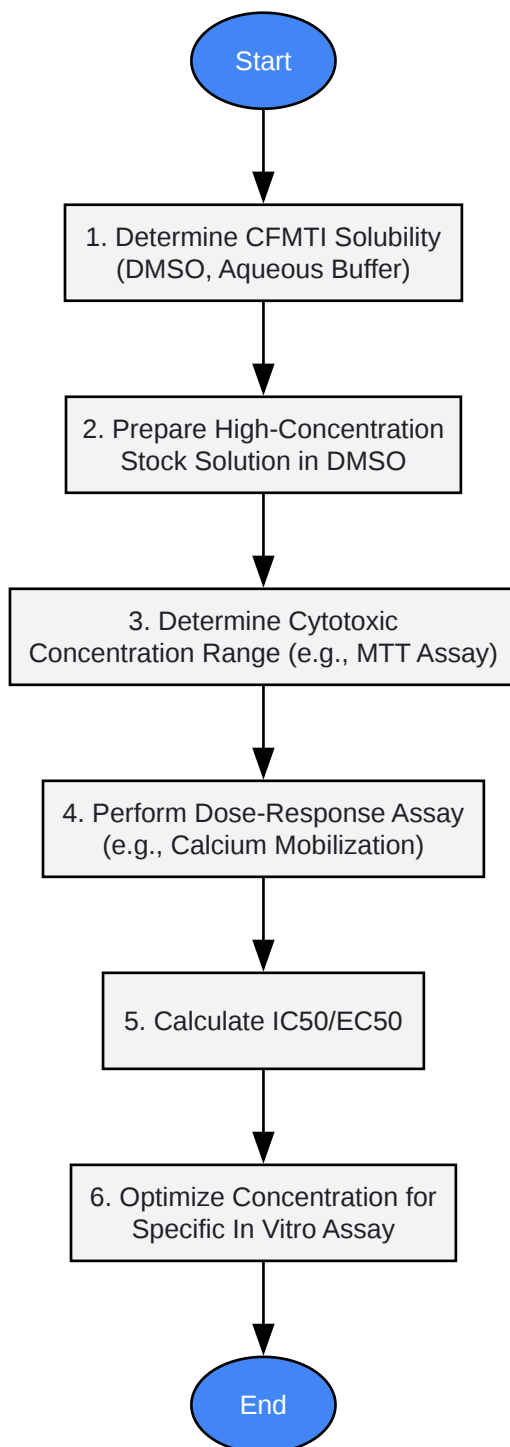 Start
1. Determine CFMTI Solubility
(DMSO, Aqueous Buffer)
2. Prepare High-Concentration
Stock Solution in DMSO
3. Determine Cytotoxic
Concentration Range (e.g., MTT Assay)
4. Perform Dose-Response Assay
(e.g., Calcium Mobilization)
5. Calculate IC50/EC50
6. Optimize Concentration for
Specific In Vitro Assay
End